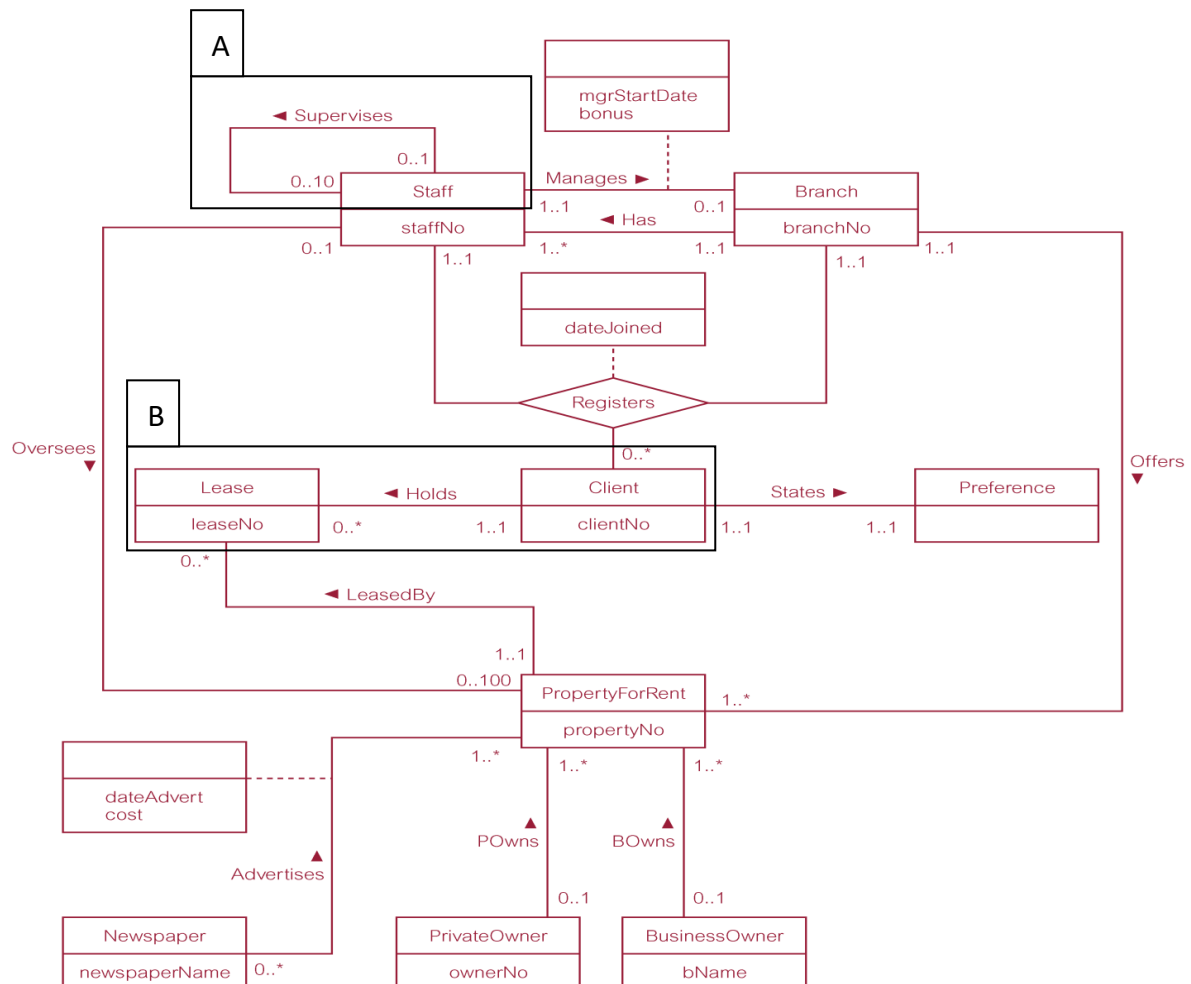 A
mgrStartDate
bonus
◄ Supervises
0..1
0..10
Staff
Manages ►
Branch
1..1
0..1
staffNo
◄ Has
branchNo
0..1
1..1
1..*
1..1
1..1
1..1
dateJoined
Registers
B
Oversees
▼
0..*
Offers
▼
Lease
◄ Holds
Client
States ►
Preference
leaseNo
0..*
1..1
clientNo
1..1
1..1
0..*
◄ LeasedBy
1..1
0..100
PropertyForRent
1..*
propertyNo
1..*
1..*
1..*
dateAdvert
cost
▲
POwns
▲
BOwns
▲
Advertises
0..1
0..1
Newspaper
PrivateOwner
BusinessOwner
newspaperName
0..*
ownerNo
bName